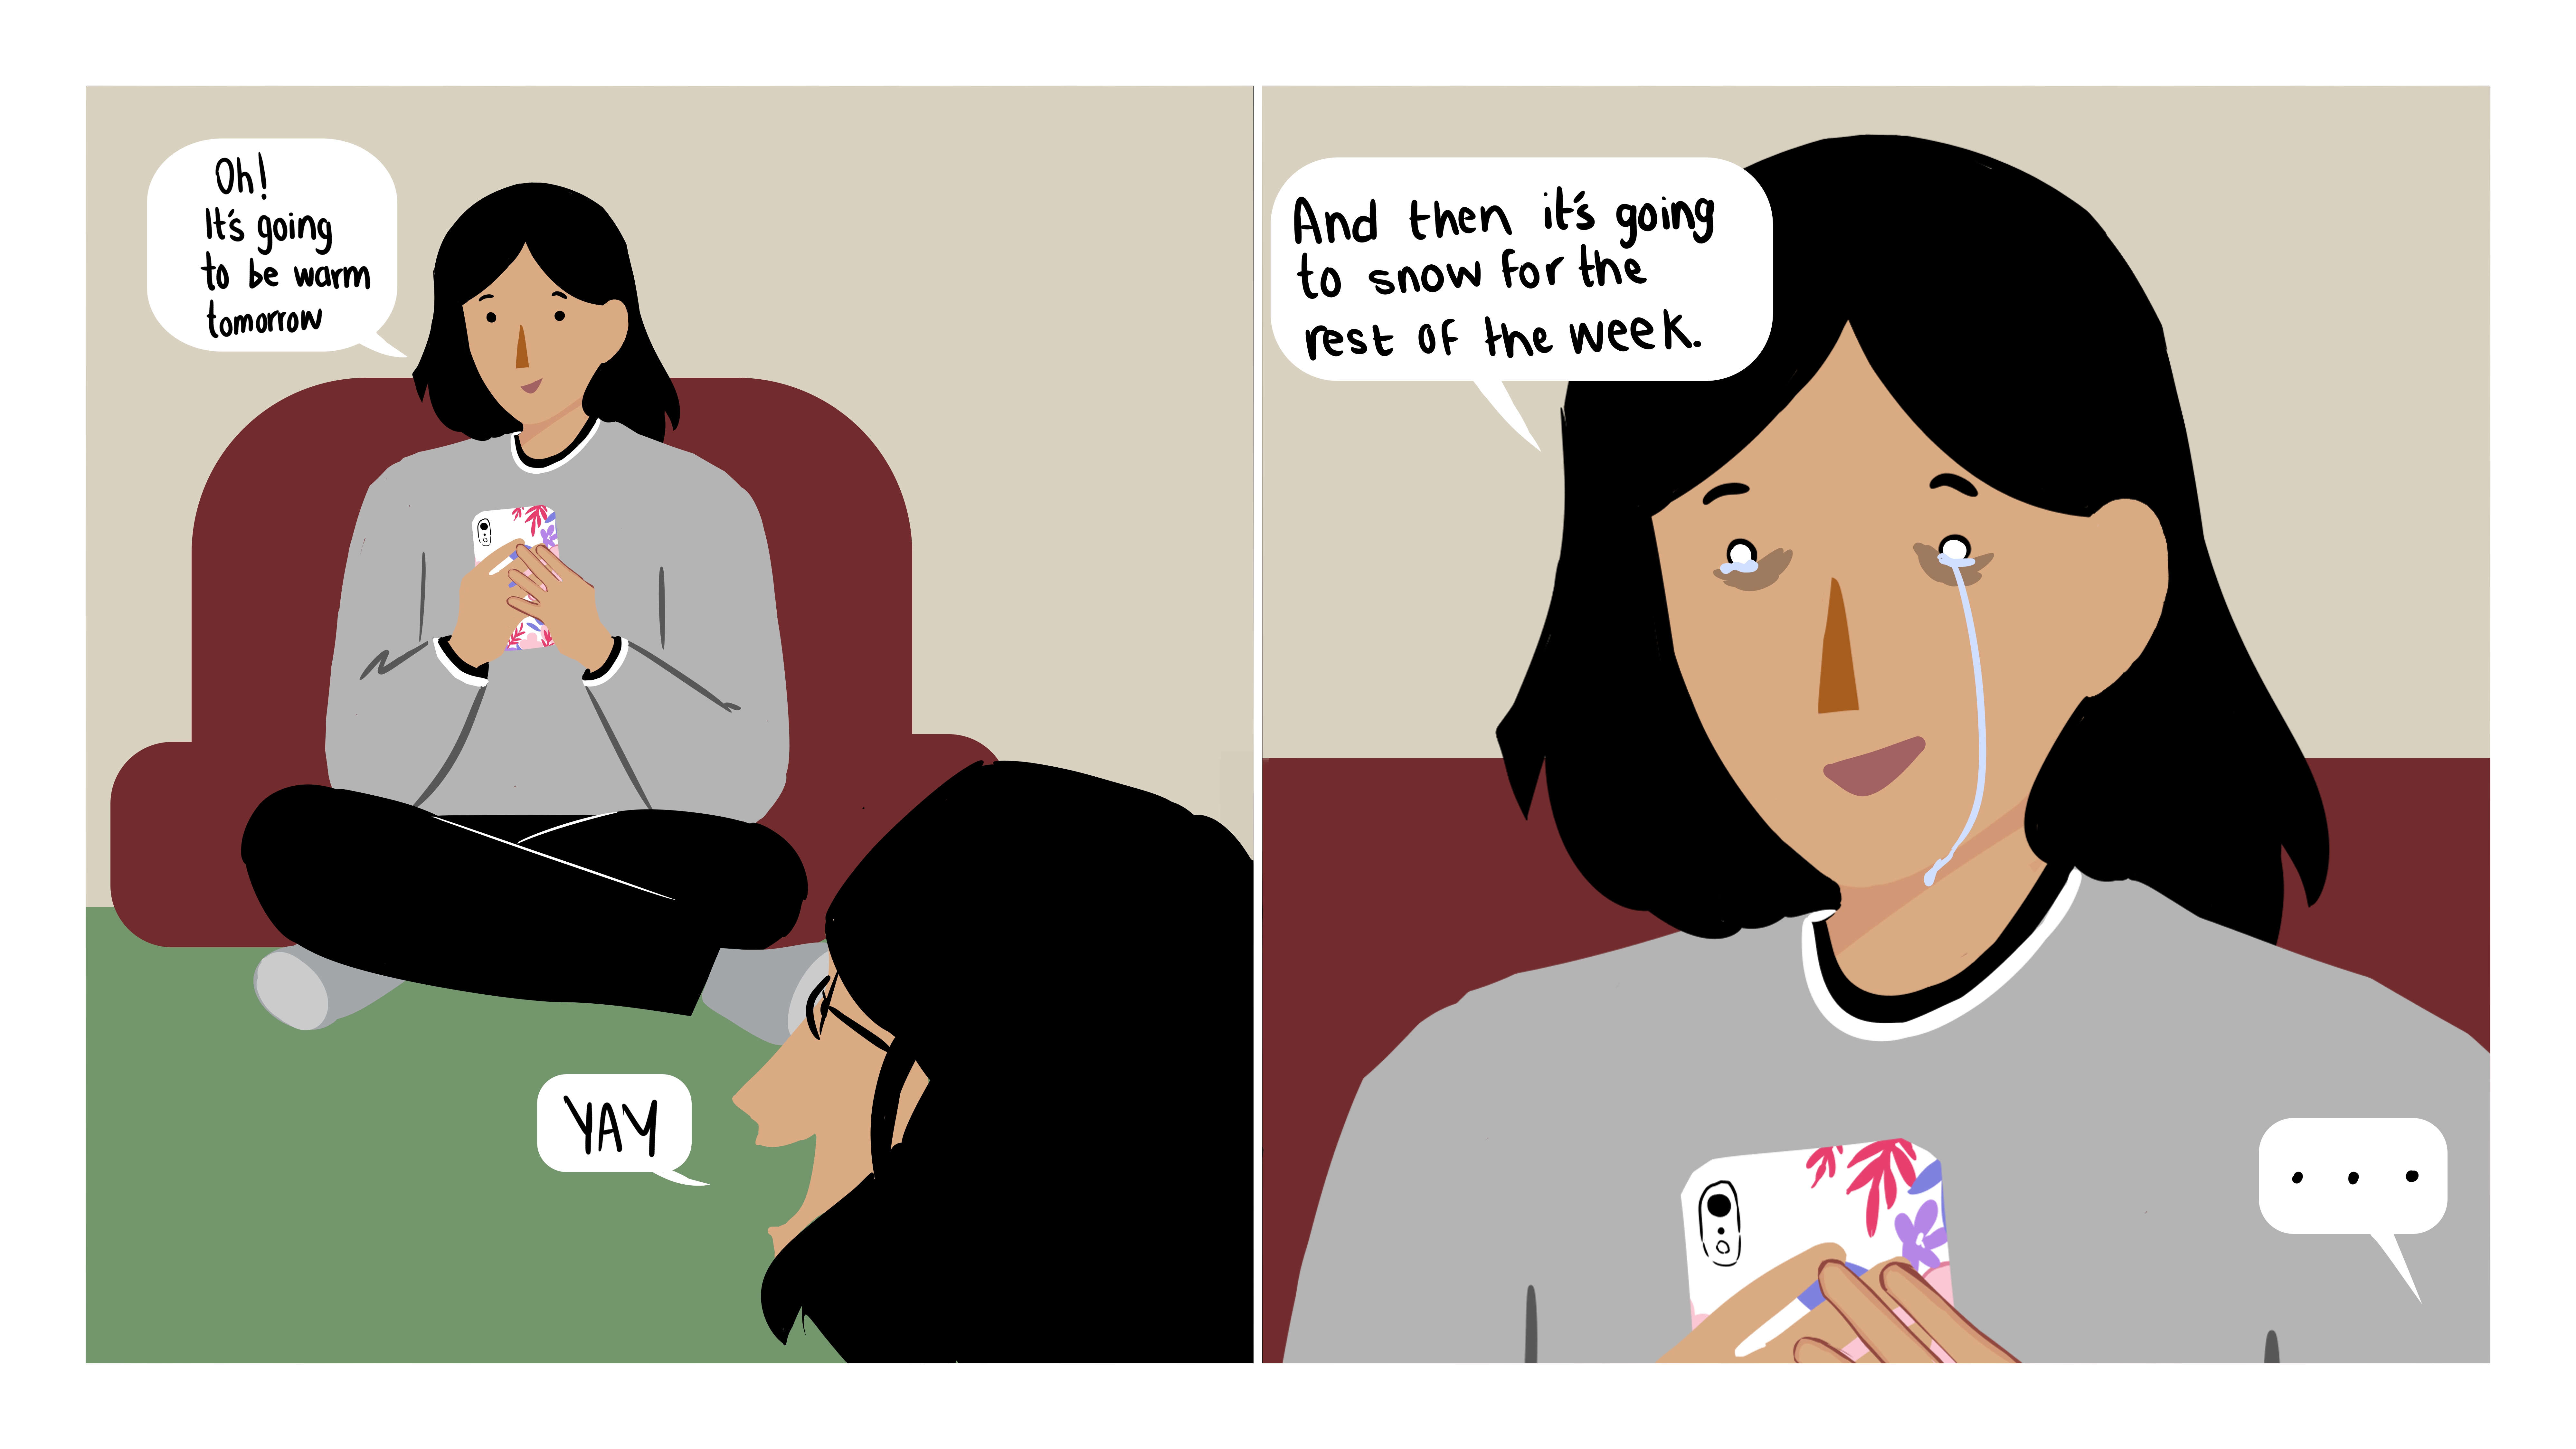 Oh!
It's going
to be warm
tomorrow
YAY
And then it's going
to snow for the
rest of the week.
...